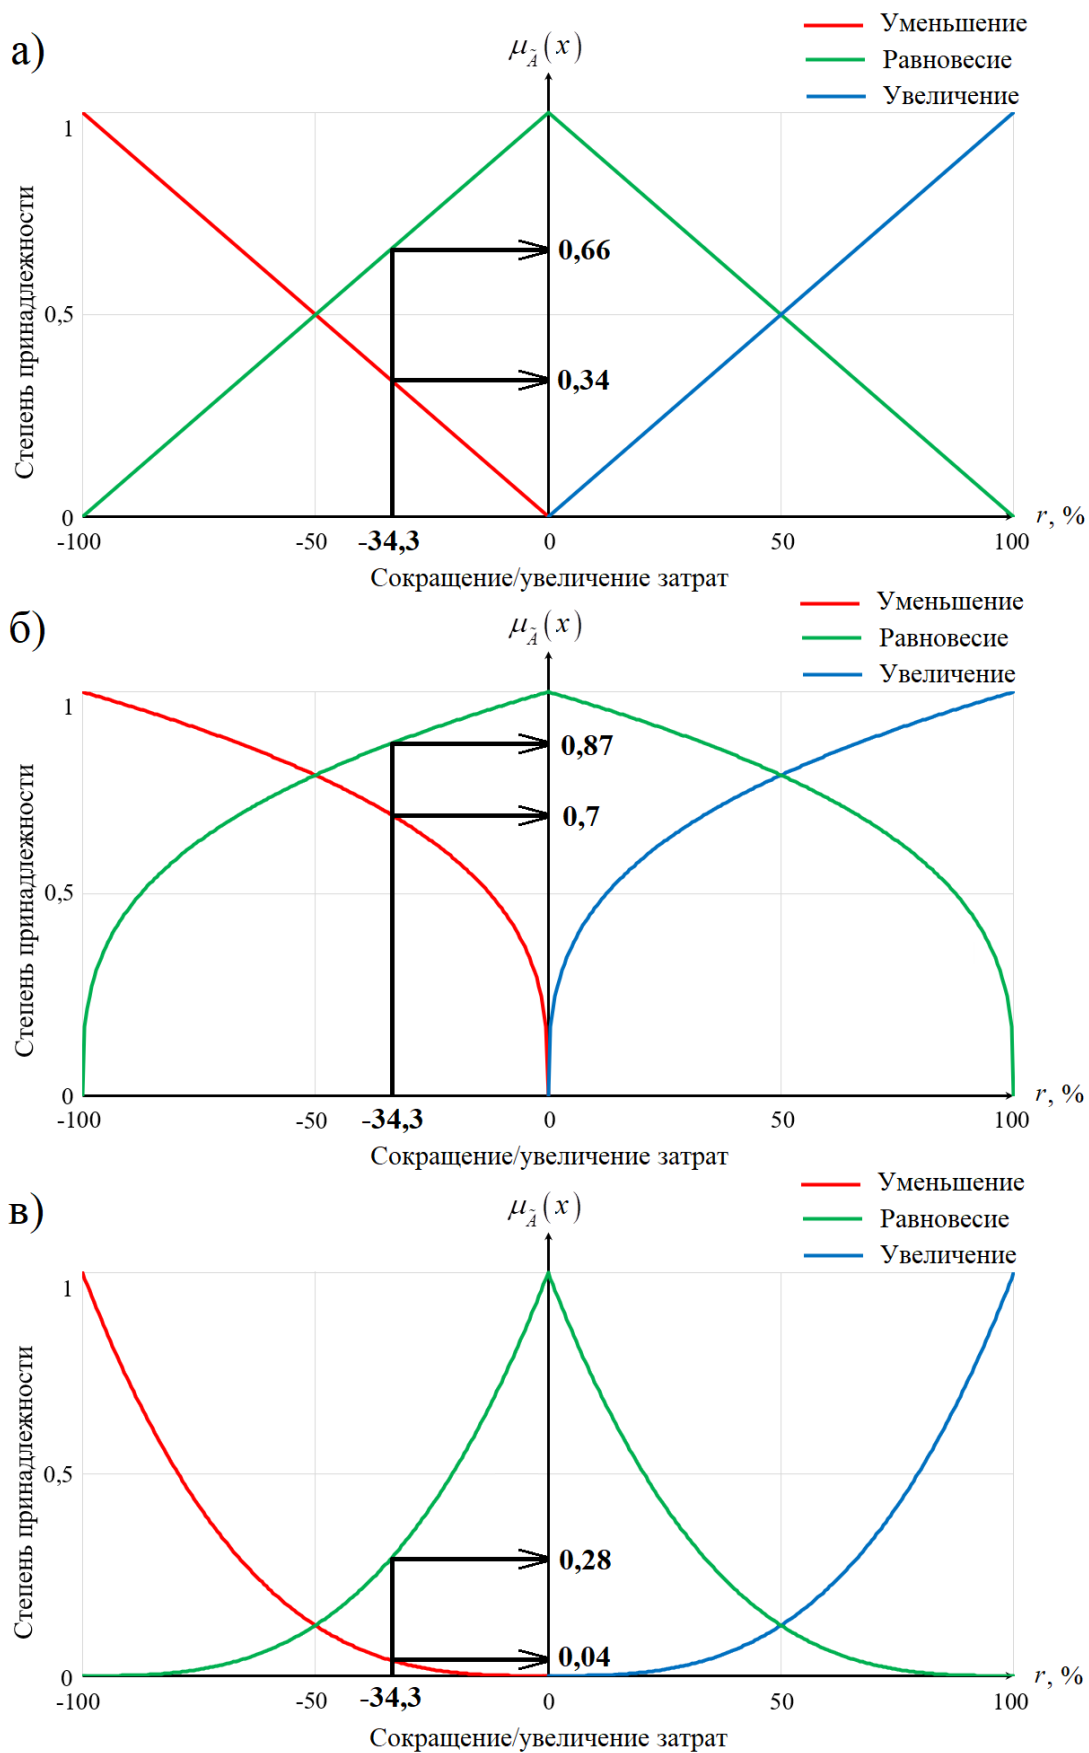 а)
μ_Ã(x)
Уменьшение
Равновесие
Увеличение
Степень принадлежности
1
0,5
0
0,66
0,34
-100
-50
-34,3
0
50
100
r, %
Сокращение/увеличение затрат
б)
μ_Ã(x)
Уменьшение
Равновесие
Увеличение
Степень принадлежности
1
0,5
0
0,87
0,7
-100
-50
-34,3
0
50
100
r, %
Сокращение/увеличение затрат
в)
μ_Ã(x)
Уменьшение
Равновесие
Увеличение
Степень принадлежности
1
0,5
0
0,28
0,04
-100
-50
-34,3
0
50
100
r, %
Сокращение/увеличение затрат